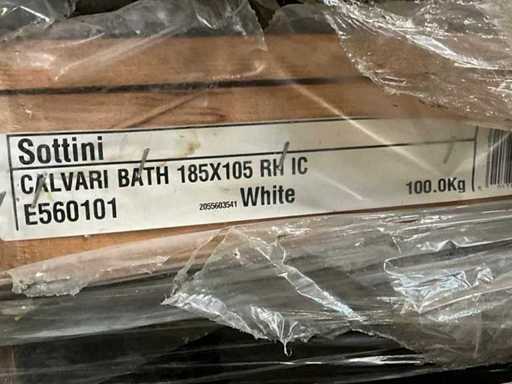 Sottini
CALVARI BATH 185X105 RH IC
E560101 2055603541 White 100.0Kg